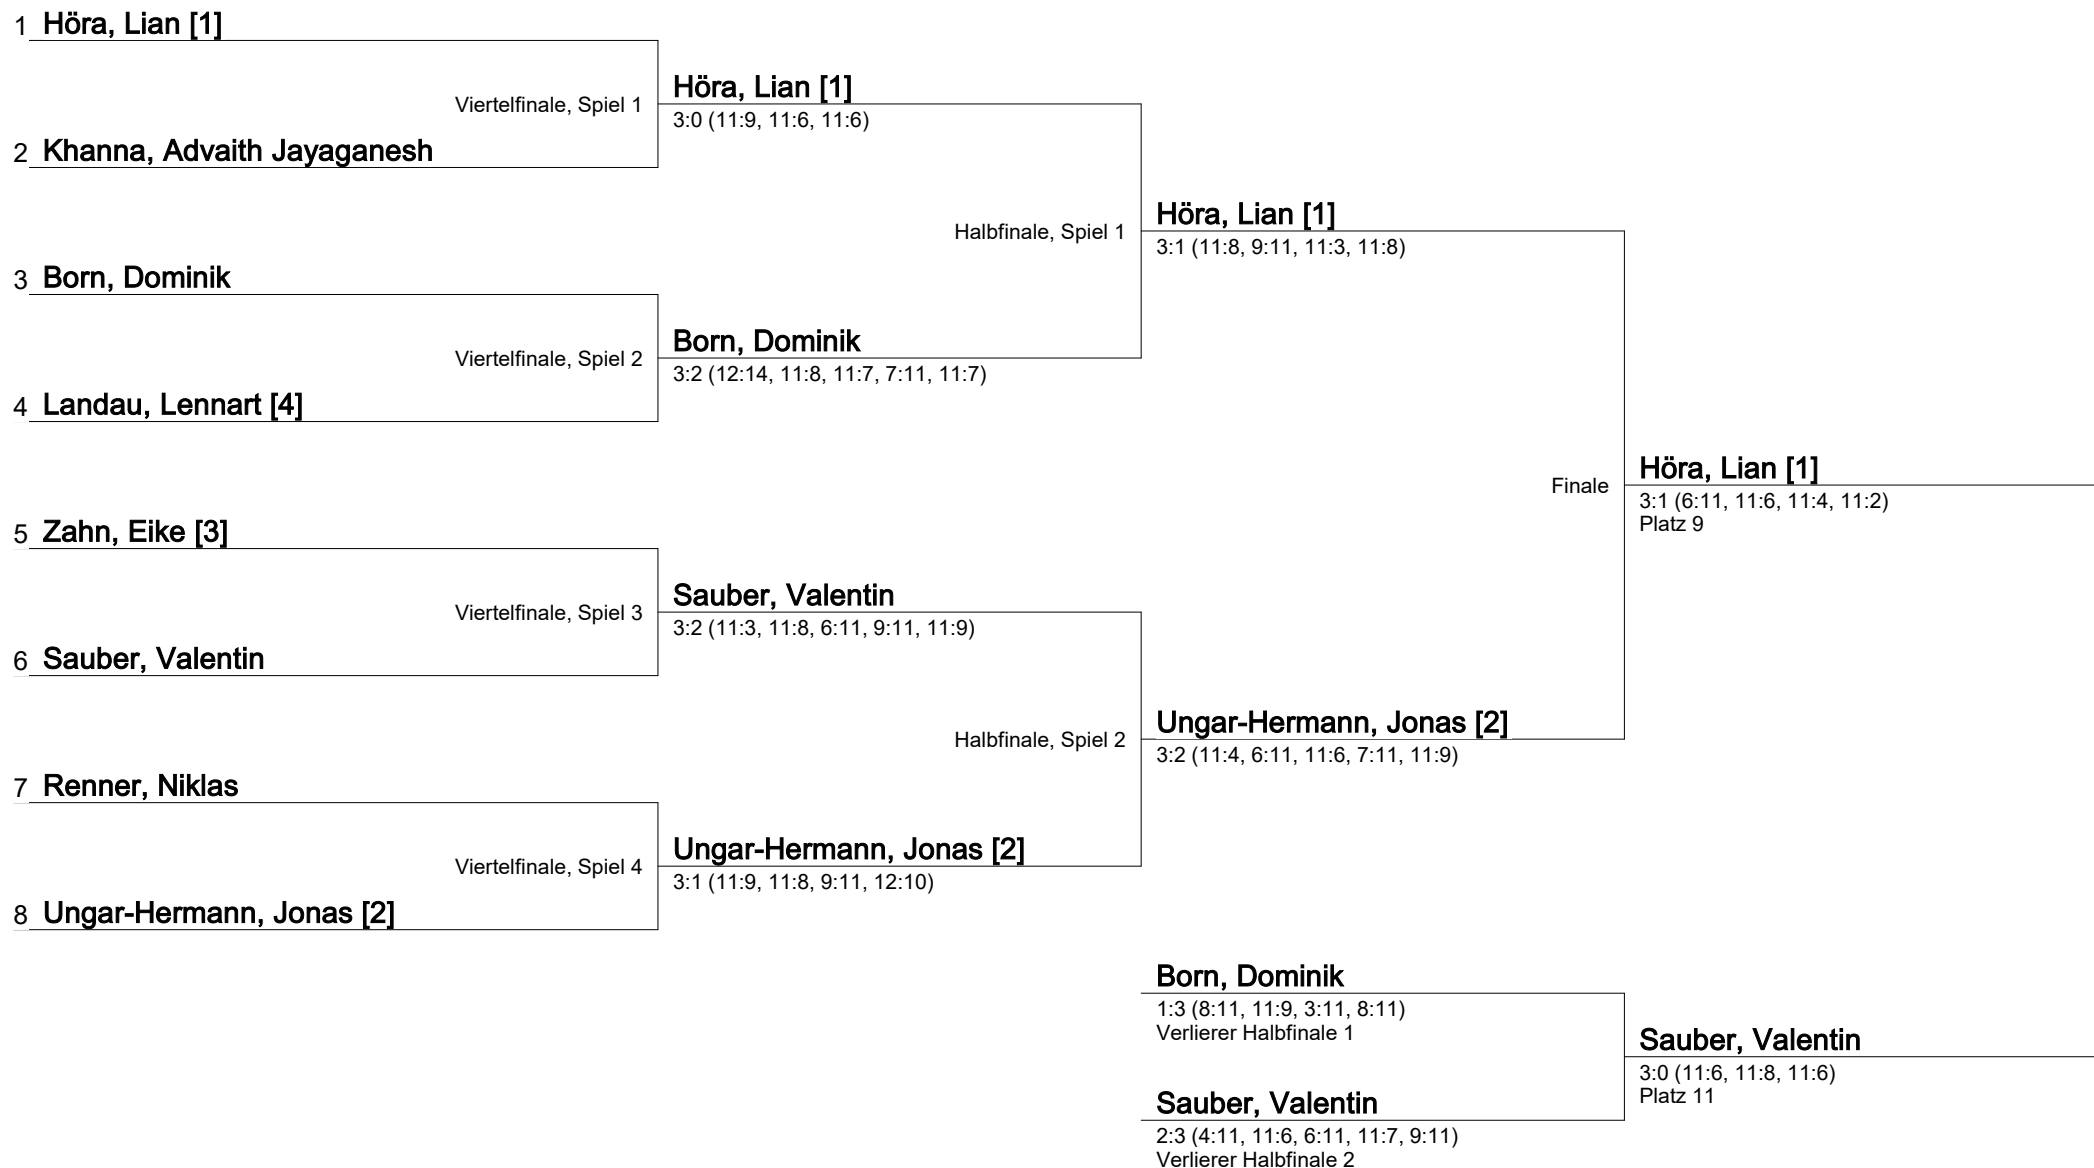 1 Höra, Lian [1]
Viertelfinale, Spiel 1
2 Khanna, Advaith Jayaganesh
Höra, Lian [1]
3:0 (11:9, 11:6, 11:6)
3 Born, Dominik
Viertelfinale, Spiel 2
4 Landau, Lennart [4]
Born, Dominik
3:2 (12:14, 11:8, 11:7, 7:11, 11:7)
Halbfinale, Spiel 1
Höra, Lian [1]
3:1 (11:8, 9:11, 11:3, 11:8)
5 Zahn, Eike [3]
Viertelfinale, Spiel 3
6 Sauber, Valentin
Sauber, Valentin
3:2 (11:3, 11:8, 6:11, 9:11, 11:9)
7 Renner, Niklas
Viertelfinale, Spiel 4
8 Ungar-Hermann, Jonas [2]
Ungar-Hermann, Jonas [2]
3:1 (11:9, 11:8, 9:11, 12:10)
Halbfinale, Spiel 2
Ungar-Hermann, Jonas [2]
3:2 (11:4, 6:11, 11:6, 7:11, 11:9)
Finale
Höra, Lian [1]
3:1 (6:11, 11:6, 11:4, 11:2)
Platz 9
Born, Dominik
1:3 (8:11, 11:9, 3:11, 8:11)
Verlierer Halbfinale 1
Sauber, Valentin
2:3 (4:11, 11:6, 6:11, 11:7, 9:11)
Verlierer Halbfinale 2
Sauber, Valentin
3:0 (11:6, 11:8, 11:6)
Platz 11